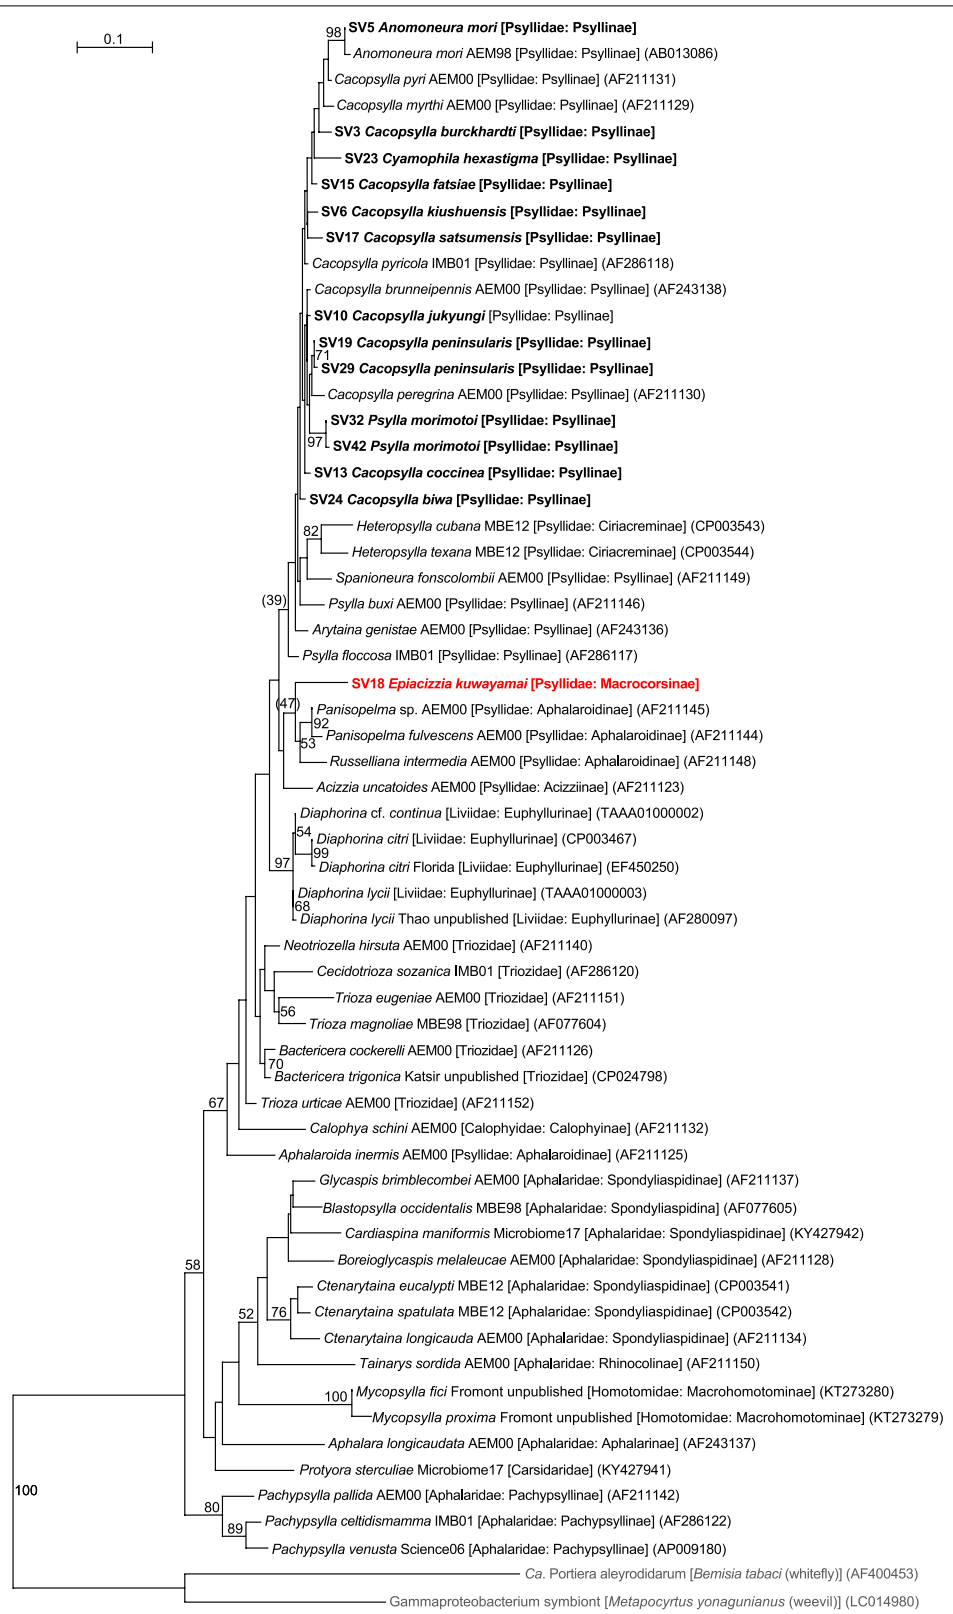 0.1
98
SV5 Anomoneura mori [Psyllidae: Psyllinae]
Anomoneura mori AEM98 [Psyllidae: Psyllinae] (AB013086)
Cacopsylla pyri AEM00 [Psyllidae: Psyllinae] (AF211131)
Cacopsylla myrthi AEM00 [Psyllidae: Psyllinae] (AF211129)
SV3 Cacopsylla burckhardti [Psyllidae: Psyllinae]
SV23 Cyamophila hexastigma [Psyllidae: Psyllinae]
SV15 Cacopsylla fatsiae [Psyllidae: Psyllinae]
SV6 Cacopsylla kiushuensis [Psyllidae: Psyllinae]
SV17 Cacopsylla satsumensis [Psyllidae: Psyllinae]
Cacopsylla pyricola IMB01 [Psyllidae: Psyllinae] (AF286118)
Cacopsylla brunneipennis AEM00 [Psyllidae: Psyllinae] (AF243138)
SV10 Cacopsylla jukyungi [Psyllidae: Psyllinae]
SV19 Cacopsylla peninsularis [Psyllidae: Psyllinae]
71
SV29 Cacopsylla peninsularis [Psyllidae: Psyllinae]
Cacopsylla peregrina AEM00 [Psyllidae: Psyllinae] (AF211130)
SV32 Psylla morimotoi [Psyllidae: Psyllinae]
97
SV42 Psylla morimotoi [Psyllidae: Psyllinae]
SV13 Cacopsylla coccinea [Psyllidae: Psyllinae]
SV24 Cacopsylla biwa [Psyllidae: Psyllinae]
Heteropsylla cubana MBE12 [Psyllidae: Ciriacreminae] (CP003543)
82
Heteropsylla texana MBE12 [Psyllidae: Ciriacreminae] (CP003544)
Spanioneura fonscolombii AEM00 [Psyllidae: Psyllinae] (AF211149)
(39)
Psylla buxi AEM00 [Psyllidae: Psyllinae] (AF211146)
Arytaina genistae AEM00 [Psyllidae: Psyllinae] (AF243136)
Psylla floccosa IMB01 [Psyllidae: Psyllinae] (AF286117)
SV18 Epiacizzia kuwayamai [Psyllidae: Macrocorsinae]
(47)
Panisopelma sp. AEM00 [Psyllidae: Aphalaroidinae] (AF211145)
92
Panisopelma fulvescens AEM00 [Psyllidae: Aphalaroidinae] (AF211144)
53
Russelliana intermedia AEM00 [Psyllidae: Aphalaroidinae] (AF211148)
Acizzia uncatoides AEM00 [Psyllidae: Acizziinae] (AF211123)
Diaphorina cf. continua [Liviidae: Euphyllurinae] (TAAA01000002)
54
Diaphorina citri [Liviidae: Euphyllurinae] (CP003467)
97
99
Diaphorina citri Florida [Liviidae: Euphyllurinae] (EF450250)
Diaphorina lycii [Liviidae: Euphyllurinae] (TAAA01000003)
68
Diaphorina lycii Thao unpublished [Liviidae: Euphyllurinae] (AF280097)
Neotriozella hirsuta AEM00 [Triozidae] (AF211140)
Cecidotrioza sozanica IMB01 [Triozidae] (AF286120)
Trioza eugeniae AEM00 [Triozidae] (AF211151)
56
Trioza magnoliae MBE98 [Triozidae] (AF077604)
Bactericera cockerelli AEM00 [Triozidae] (AF211126)
70
Bactericera trigonica Katsir unpublished [Triozidae] (CP024798)
67
Trioza urticae AEM00 [Triozidae] (AF211152)
Calophya schini AEM00 [Calophyidae: Calophyinae] (AF211132)
Aphalaroida inermis AEM00 [Psyllidae: Aphalaroidinae] (AF211125)
Glycaspis brimblecombei AEM00 [Aphalaridae: Spondyliaspidinae] (AF211137)
Blastopsylla occidentalis MBE98 [Aphalaridae: Spondyliaspidina] (AF077605)
Cardiaspina maniformis Microbiome17 [Aphalaridae: Spondyliaspidinae] (KY427942)
58
Boreioglycaspis melaleucae AEM00 [Aphalaridae: Spondyliaspidinae] (AF211128)
Ctenarytaina eucalypti MBE12 [Aphalaridae: Spondyliaspidinae] (CP003541)
52
76
Ctenarytaina spatulata MBE12 [Aphalaridae: Spondyliaspidinae] (CP003542)
Ctenarytaina longicauda AEM00 [Aphalaridae: Spondyliaspidinae] (AF211134)
Tainarys sordida AEM00 [Aphalaridae: Rhinocolinae] (AF211150)
Mycopsylla fici Fromont unpublished [Homotomidae: Macrohomotominae] (KT273280)
100
Mycopsylla proxima Fromont unpublished [Homotomidae: Macrohomotominae] (KT273279)
Aphalara longicaudata AEM00 [Aphalaridae: Aphalarinae] (AF243137)
Protyora sterculiae Microbiome17 [Carsidaridae] (KY427941)
100
Pachypsylla pallida AEM00 [Aphalaridae: Pachypsyllinae] (AF211142)
80
Pachypsylla celtidismamma IMB01 [Aphalaridae: Pachypsyllinae] (AF286122)
89
Pachypsylla venusta Science06 [Aphalaridae: Pachypsyllinae] (AP009180)
Ca. Portiera aleyrodidarum [Bemisia tabaci (whitefly)] (AF400453)
Gammaproteobacterium symbiont [Metapocyrtus yonagunianus (weevil)] (LC014980)